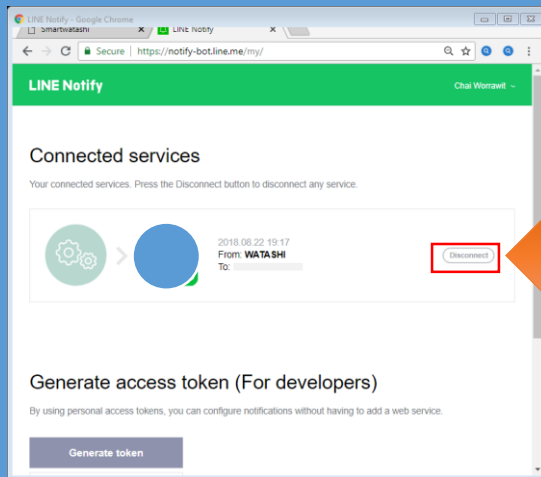 LINE Notify - Google Chrome
Smartwatashi
LINE Notify
Secure
https://notify-bot.line.me/my/
LINE Notify
Chai Worrawit
Connected services
Your connected services. Press the Disconnect button to disconnect any service.
2018.08.22 19:17
From: WATASHI
To:
Disconnect
Generate access token (For developers)
By using personal access tokens, you can configure notifications without having to add a web service.
Generate token